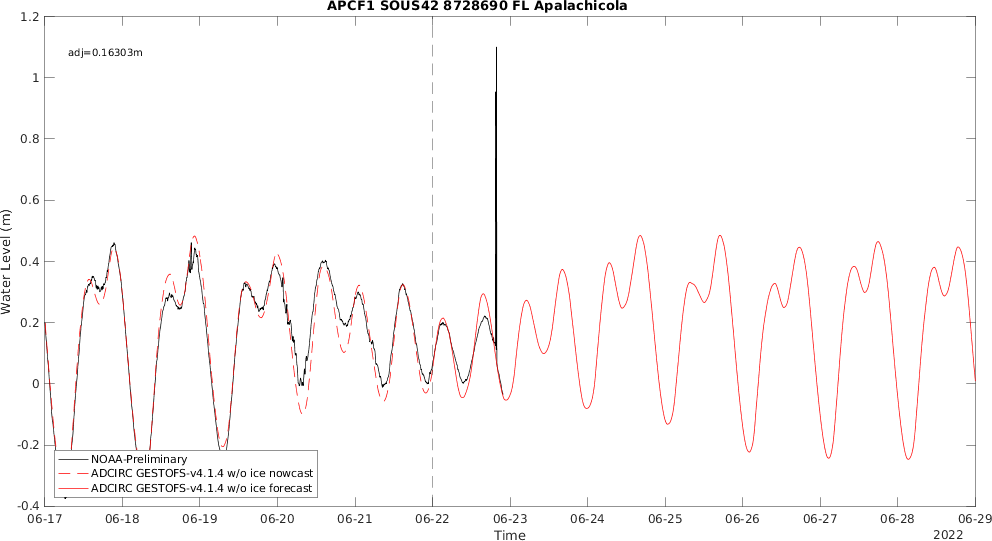 APCF1 SOUS42 8728690 FL Apalachicola
adj=0.16303m
1.2
1
0.8
0.6
0.4
0.2
0
-0.2
-0.4
Water Level (m)
NOAA-Preliminary
ADCIRC GESTOFS-v4.1.4 w/o ice nowcast
ADCIRC GESTOFS-v4.1.4 w/o ice forecast
06-17 06-18 06-19 06-20 06-21 06-22 06-23 06-24 06-25 06-26 06-27 06-28 06-29
Time
2022